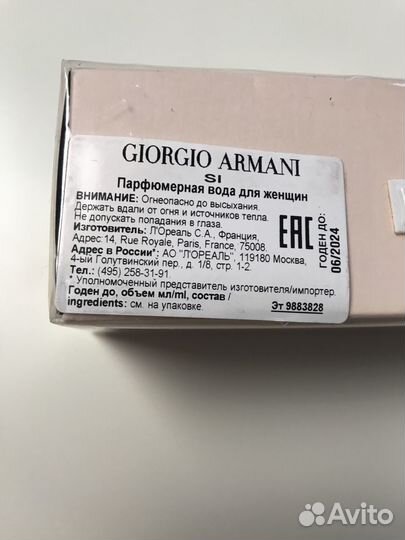 GIORGIO ARMANI
SI
Парфюмерная вода для женщин
ВНИМАНИЕ: Огнеопасно до высыхания.
Держать вдали от огня и источников тепла.
Не допускать попадания в глаза.
Изготовитель: Л'Ореаль С.А., Франция,
Адрес:14, Rue Royale, Paris, France, 75008.
Адрес в России*: АО "Л'ОРЕАЛЬ", 119180 Москва,
4-ый Голутвинский пер., д. 1/8, стр. 1-2.
Тел.: (495) 258-31-91.
* Уполномоченный представитель изготовителя/импортер.
Годен до, объем мл/ml, состав /
ingredients: см. на упаковке.
Эт 9883828
EAC
ГОДЕН ДО:
06/2024
Avito